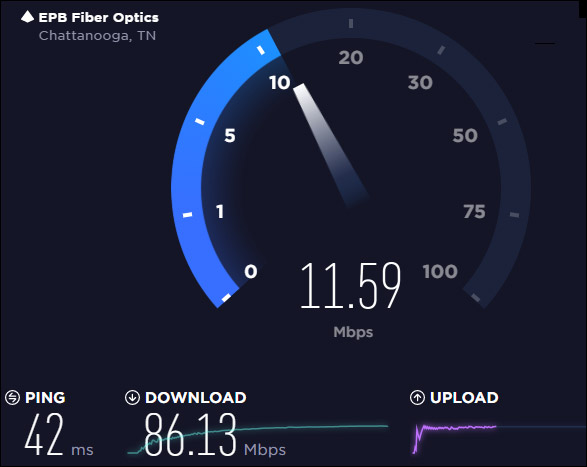 EPB Fiber Optics
Chattanooga, TN
20
10
30
5
50
1
75
0
100
11.59
Mbps
PING
DOWNLOAD
UPLOAD
42 ms
86.13 Mbps